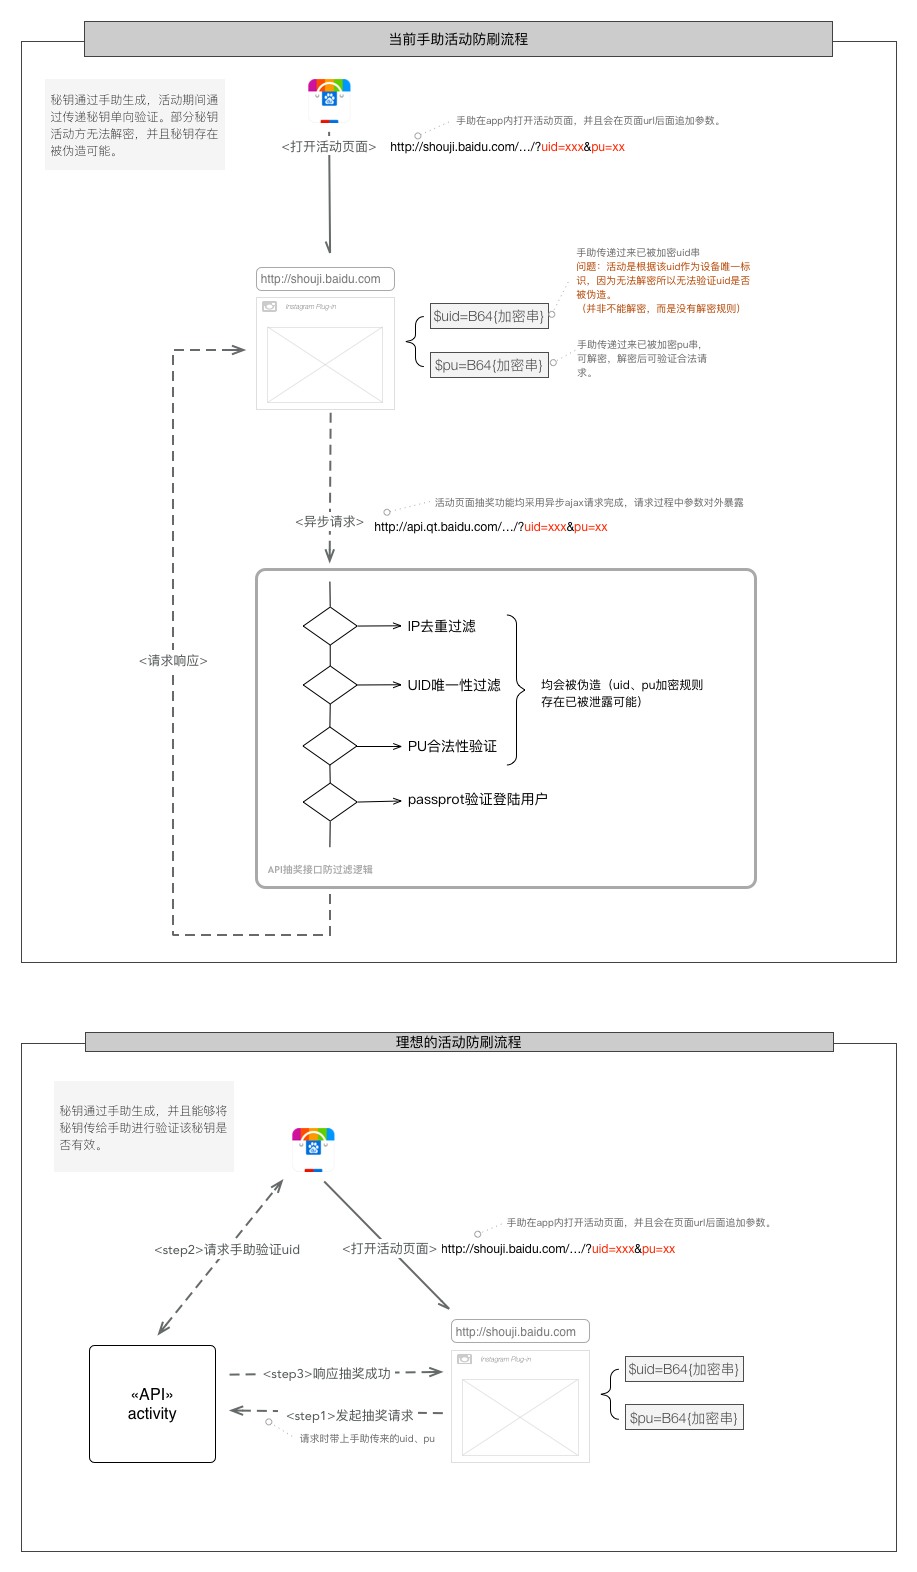 当前手助活动防刷流程
秘钥通过手助生成，活动期间通
过传递秘钥单向验证。部分秘钥
活动方无法解密，并且秘钥存在
被伪造可能。
手助在app内打开活动页面，并且会在页面url后面追加参数。
<打开活动页面>
http://shouji.baidu.com/…/?uid=xxx&pu=xx
手助传递过来已被加密uid串
问题：活动是根据该uid作为设备唯一标
识，因为无法解密所以无法验证uid是否
被伪造。
（并非不能解密，而是没有解密规则）
http://shouji.baidu.com
Instagram Plug-in
$uid=B64{加密串}
手助传递过来已被加密pu串，
可解密，解密后可验证合法请
求。
$pu=B64{加密串}
活动页面抽奖功能均采用异步ajax请求完成，请求过程中参数对外暴露
<异步请求>
http://api.qt.baidu.com/…/?uid=xxx&pu=xx
IP去重过滤
<请求响应>
UID唯一性过滤
均会被伪造（uid、pu加密规则
存在已被泄露可能）
PU合法性验证
passprot验证登陆用户
API抽奖接口防过滤逻辑
理想的活动防刷流程
秘钥通过手助生成，并且能够将
秘钥传给手助进行验证该秘钥是
否有效。
手助在app内打开活动页面，并且会在页面url后面追加参数。
<step2>请求手助验证uid
<打开活动页面>
http://shouji.baidu.com/…/?uid=xxx&pu=xx
http://shouji.baidu.com
Instagram Plug-in
<step3>响应抽奖成功
$uid=B64{加密串}
«API»
activity
<step1>发起抽奖请求
$pu=B64{加密串}
请求时带上手助传来的uid、pu